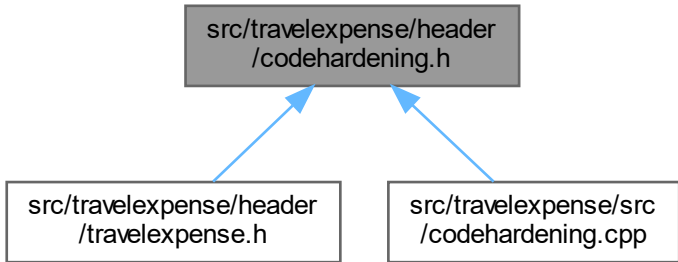 src/travelexpense/header
/codehardening.h
src/travelexpense/header
/travelexpense.h
src/travelexpense/src
/codehardening.cpp